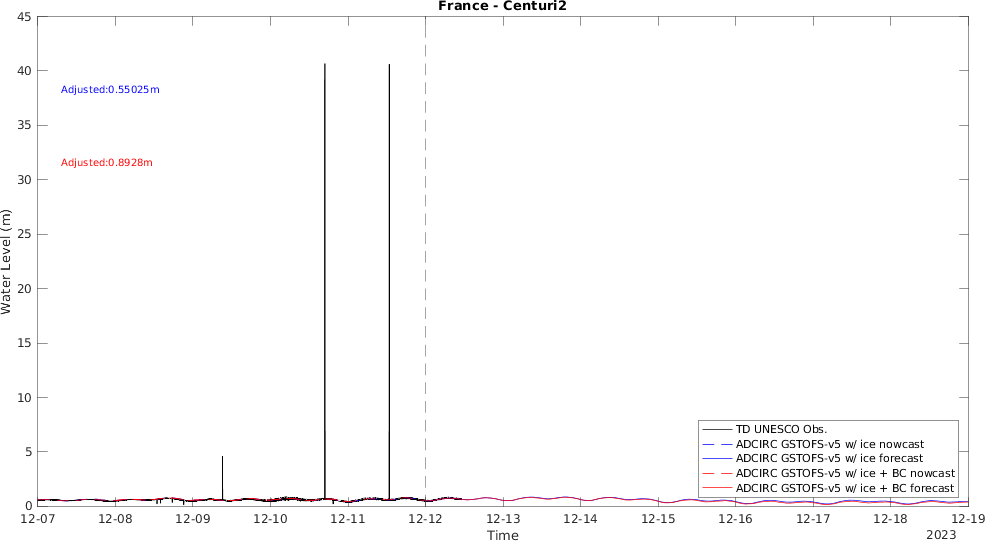 France - Centuri2
45
40
35
30
25
20
15
10
5
0
Water Level (m)
Adjusted:0.55025m
Adjusted:0.8928m
TD UNESCO Obs.
ADCIRC GSTOFS-v5 w/ ice nowcast
ADCIRC GSTOFS-v5 w/ ice forecast
ADCIRC GSTOFS-v5 w/ ice + BC nowcast
ADCIRC GSTOFS-v5 w/ ice + BC forecast
12-07 12-08 12-09 12-10 12-11 12-12 12-13 12-14 12-15 12-16 12-17 12-18 12-19
Time
2023